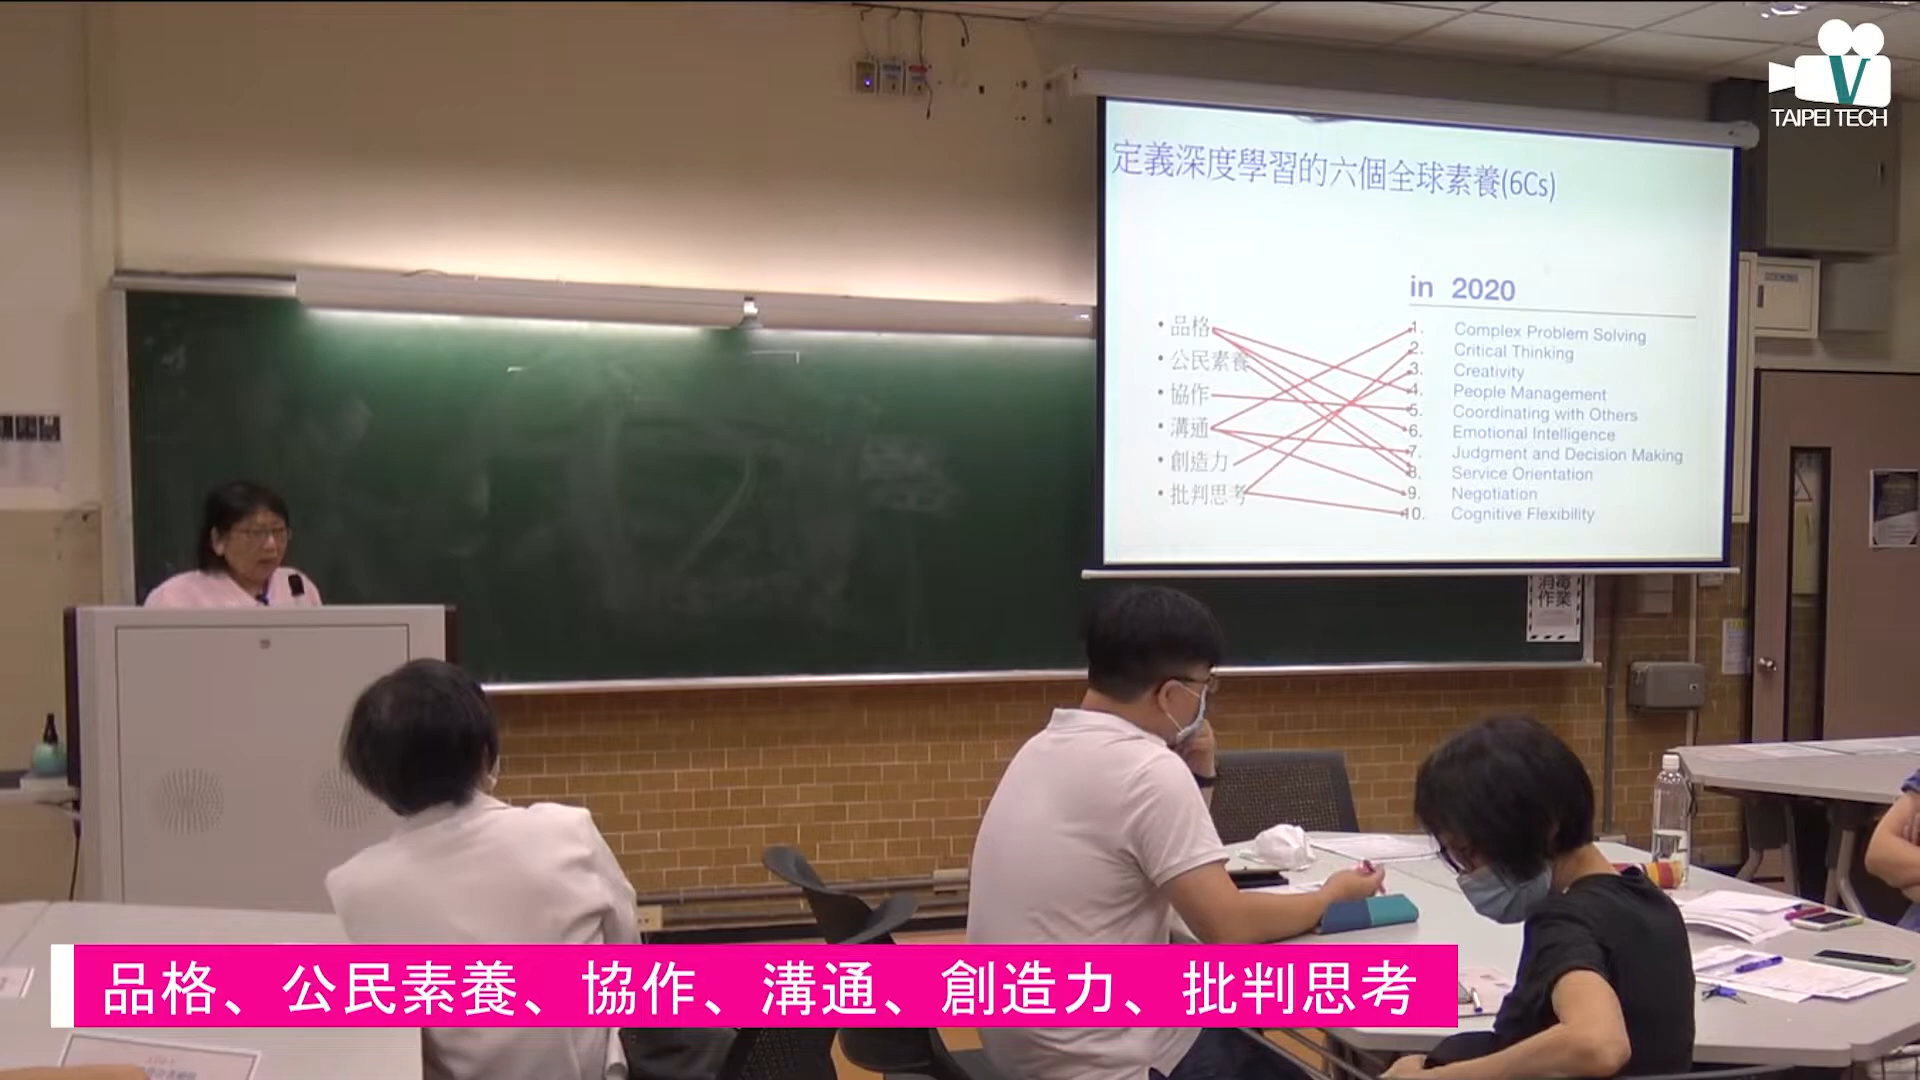 TAIPEI TECH
定義深度學習的六個全球素養(6Cs)
in 2020
• 品格
• 公民素養
• 協作
• 溝通
• 創造力
• 批判思考
1. Complex Problem Solving
2. Critical Thinking
3. Creativity
4. People Management
5. Coordinating with Others
6. Emotional Intelligence
7. Judgment and Decision Making
8. Service Orientation
9. Negotiation
10. Cognitive Flexibility
品格、公民素養、協作、溝通、創造力、批判思考